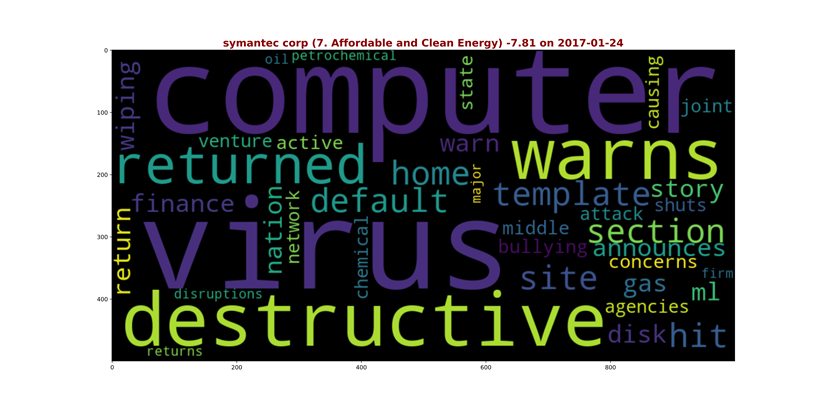 symantec corp (7. Affordable and Clean Energy) -7.81 on 2017-01-24
0
100
200
300
400
0
200
400
600
800
oil petrochemical
computer
wiping
state
causing
joint
venture active
warn
warns
returned
home
major
template
story
finance
nation
network
default
attack
shuts
return
virus
chemical
middle
section
bullying
announces
concerns
site
gas
firm
ml
disruptions
destructive
agencies
disk
hit
returns